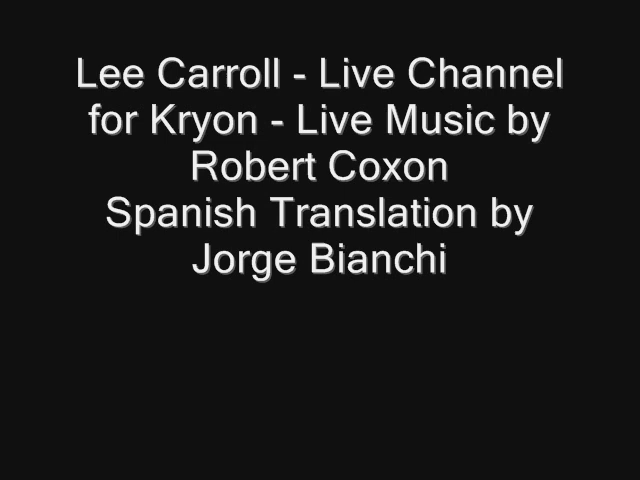 Lee Carroll - Live Channel
for Kryon - Live Music by
Robert Coxon
Spanish Translation by
Jorge Bianchi